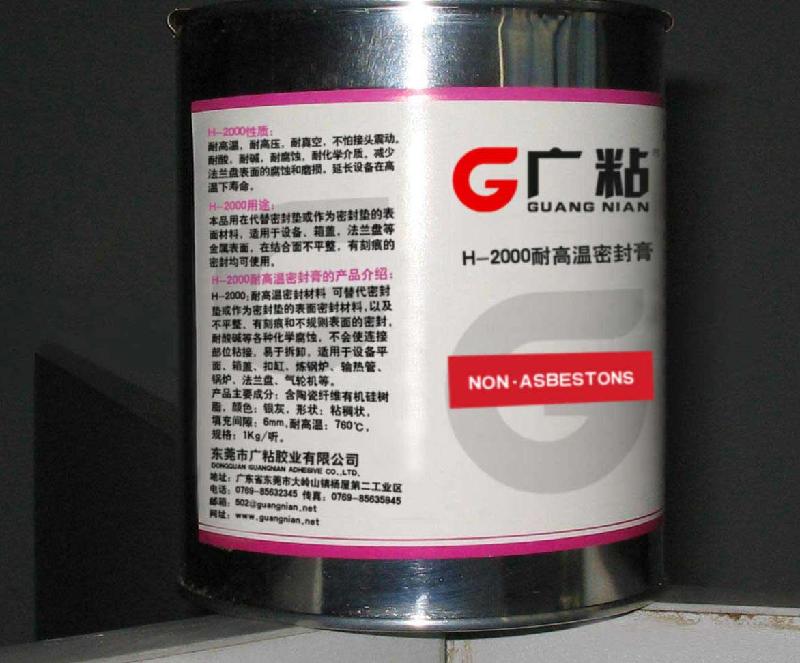 H-2000性质:
耐高温，耐高压，耐真空，不怕接头震动，
耐酸，耐碱，耐腐蚀，耐化学介质，减少
法兰盘表面的腐蚀和磨损，延长设备在高
温下寿命。
H-2000用途:
本品用在代替密封垫或作为密封垫的表
面材料，适用于设备、箱盖，法兰盘等
金属表面，在结合面不平整，有刻痕的
密封均可使用。
H-2000耐高温密封膏的产品介绍:
H-2000:耐高温密封材料 可替代密封
垫或作为密封垫的表面密封材料,以及
不平整，有刻痕和不规则表面的密封，
耐酸碱等各种化学腐蚀，不会使连接
部位粘接，易于拆卸，适用于设备平
面、箱盖、扣缸、炼锅炉、输热管、
锅炉、法兰盘、气轮机等。
产品主要成分：含陶瓷纤维有机硅树
脂，颜色：银灰，形状：粘稠状，
填充间隙：6mm,耐高温：760℃，
规格：1Kg/听。
东莞市广粘胶业有限公司
DONGGUAN GUANGNIAN ADHESIVE CO.,LTD.
地址：广东省东莞市大岭山镇杨屋第二工业区
电话：0769-85632345 传真：0769-85635945
邮箱：502@guangnian.net
网址：www.guangnian.net
G广粘
GUANG NIAN
H-2000耐高温密封膏
NON·ASBESTONS